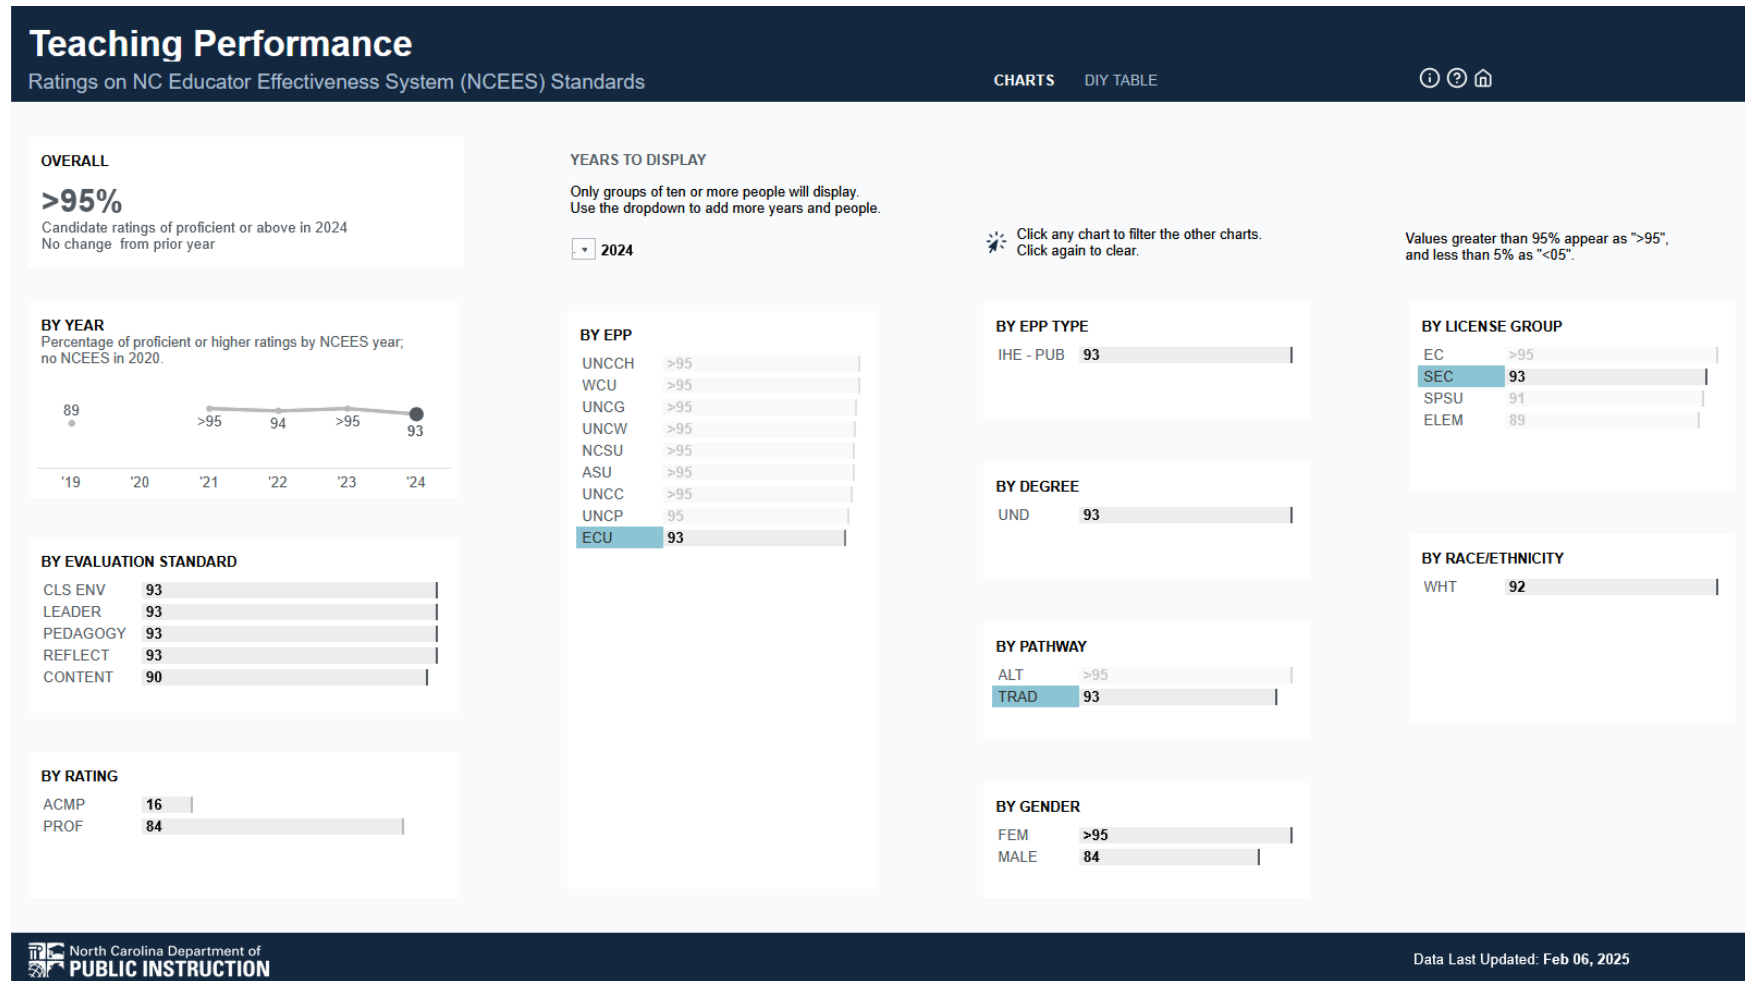 Teaching Performance
Ratings on NC Educator Effectiveness System (NCEES) Standards
CHARTS
DIY TABLE
OVERALL
>95%
Candidate ratings of proficient or above in 2024
No change from prior year
YEARS TO DISPLAY
Only groups of ten or more people will display.
Use the dropdown to add more years and people.
2024
Click any chart to filter the other charts.
Click again to clear.
Values greater than 95% appear as ">95",
and less than 5% as "<05".
BY YEAR
Percentage of proficient or higher ratings by NCEES year;
no NCEES in 2020.
89
>95
94
>95
93
'19 '20 '21 '22 '23 '24
BY EVALUATION STANDARD
CLS ENV 93
LEADER 93
PEDAGOGY 93
REFLECT 93
CONTENT 90
BY RATING
ACMP 16
PROF 84
BY EPP
UNCCH >95
WCU >95
UNCG >95
UNCW >95
NCSU >95
ASU >95
UNCC >95
UNCP 95
ECU 93
BY EPP TYPE
IHE - PUB 93
BY DEGREE
UND 93
BY PATHWAY
ALT >95
TRAD 93
BY GENDER
FEM >95
MALE 84
BY LICENSE GROUP
EC >95
SEC 93
SPSU 91
ELEM 89
BY RACE/ETHNICITY
WHT 92
North Carolina Department of
PUBLIC INSTRUCTION
Data Last Updated: Feb 06, 2025